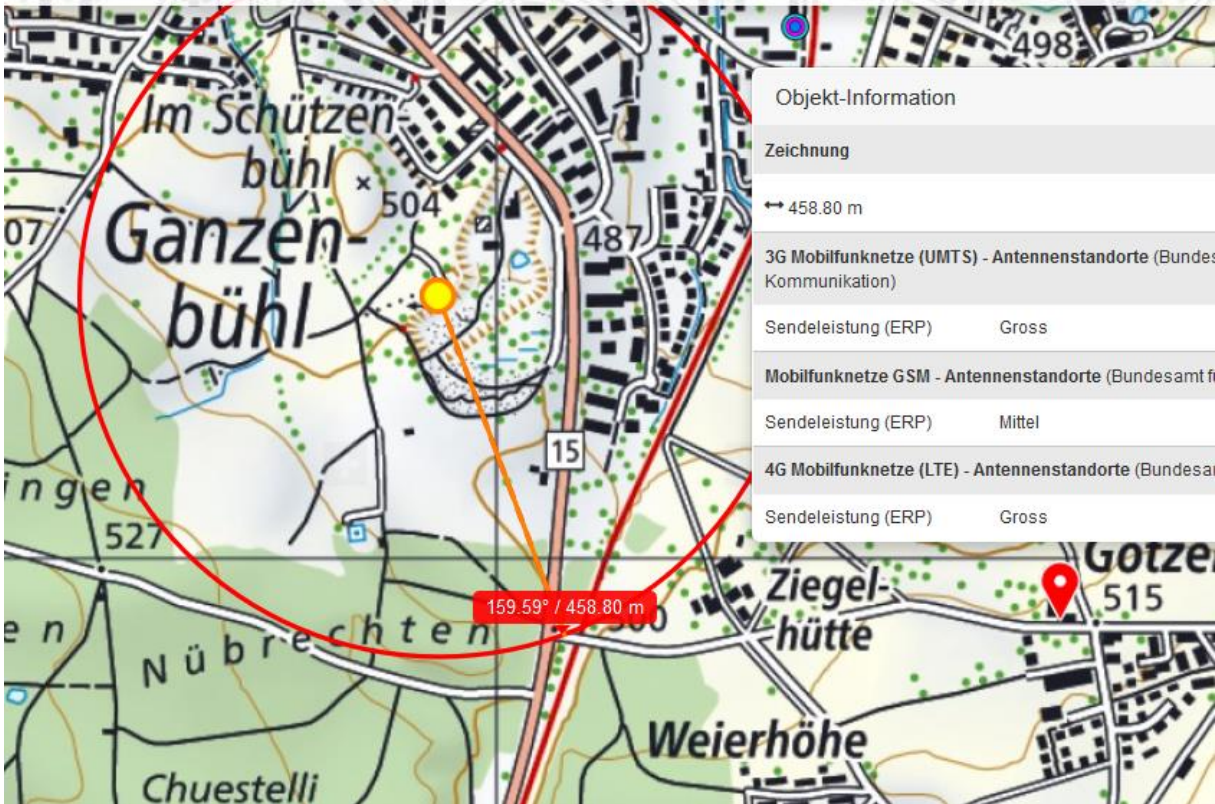 498
Im Schützen-
bühl
504
07
Ganzen-
bühl
487
15
ingen
527
159.59° / 458.80 m
en
Nübrechten
Ziegel-
hütte
515
Weierhöhe
Chuestelli
Objekt-Information
Zeichnung
↔ 458.80 m
3G Mobilfunknetze (UMTS) - Antennenstandorte (Bundes
Kommunikation)
Sendeleistung (ERP) Gross
Mobilfunknetze GSM - Antennenstandorte (Bundesamt fü
Sendeleistung (ERP) Mittel
4G Mobilfunknetze (LTE) - Antennenstandorte (Bundesa
Sendeleistung (ERP) Gross